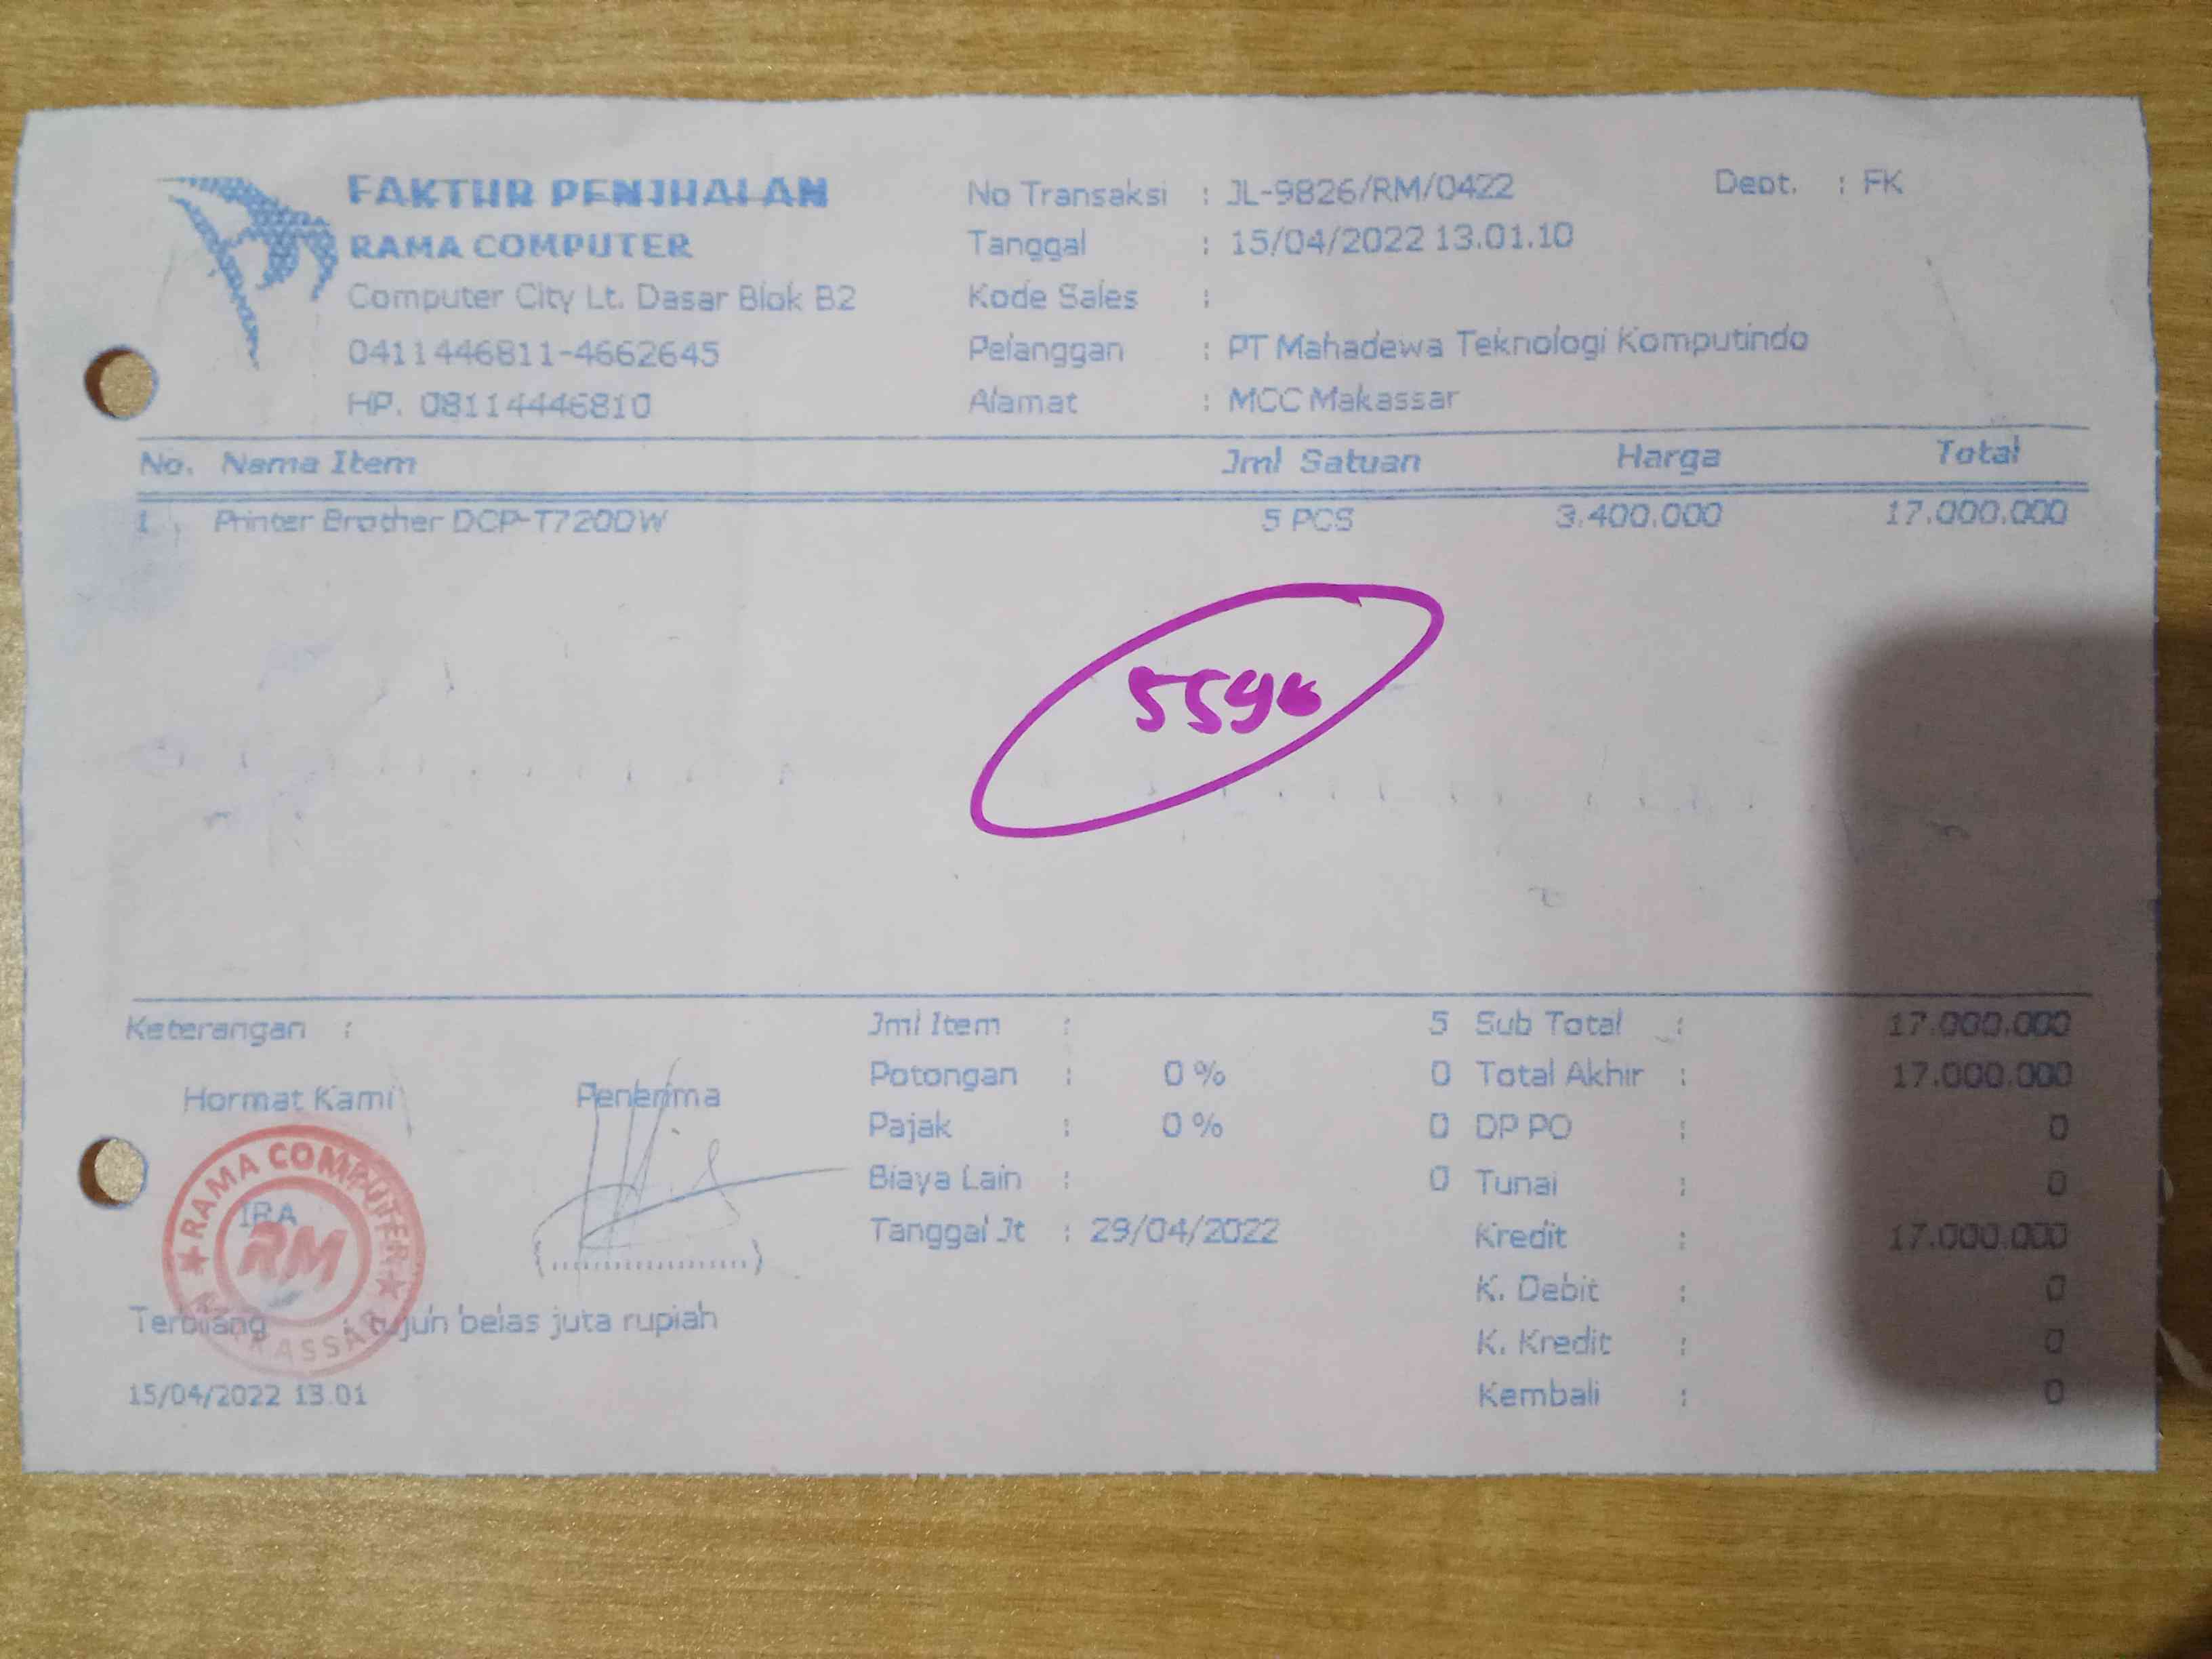 FAKTUR PENJUALAN
RAMA COMPUTER
Computer City Lt. Dasar Blok B2
0411446811-4662645
HP. 08114446810
No Transaksi : JL-9826/RM/0422
Tanggal : 15/04/2022 13.01.10
Kode Sales :
Pelanggan : PT Mahadewa Teknologi Komputindo
Alamat : MCC Makassar
Dept. : FK
No. Nama Item Jml Satuan Harga Total
1 Printer Brother DCP-T720DW 5 PCS 3.400.000 17.000.000
Keterangan :
Hormat Kami
Penerima
RAMA COMPUTER
MAKASSAR
RM
IRA
(....................)
Terbilang : tujuh belas juta rupiah
15/04/2022 13.01
Jml Item : 5
Potongan : 0 % 0
Pajak : 0 % 0
Biaya Lain : 0
Tanggal Jt : 29/04/2022
Sub Total : 17.000.000
Total Akhir : 17.000.000
DP PO : 0
Tunai : 0
Kredit : 17.000.000
K. Debit : 0
K. Kredit : 0
Kembali : 0